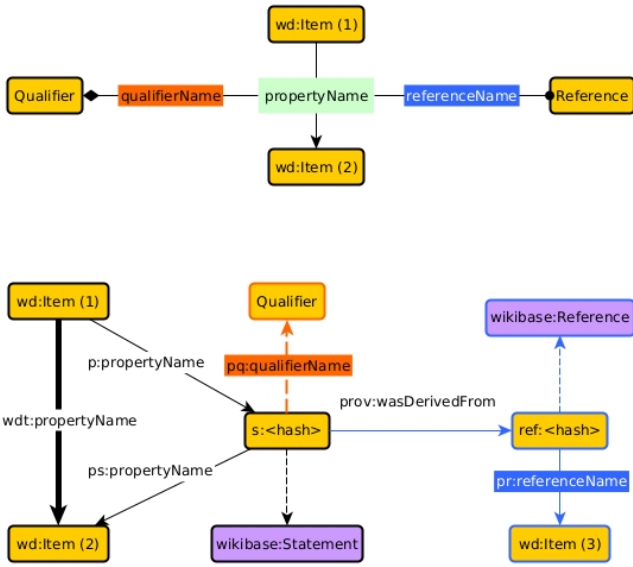 wd:Item (1)
Qualifier
qualifierName
propertyName
referenceName
Reference
wd:Item (2)
wd:Item (1)
Qualifier
wikibase:Reference
p:propertyName
pq:qualifierName
prov:wasDerivedFrom
wdt:propertyName
s:<hash>
ref:<hash>
ps:propertyName
pr:referenceName
wd:Item (2)
wikibase:Statement
wd:Item (3)